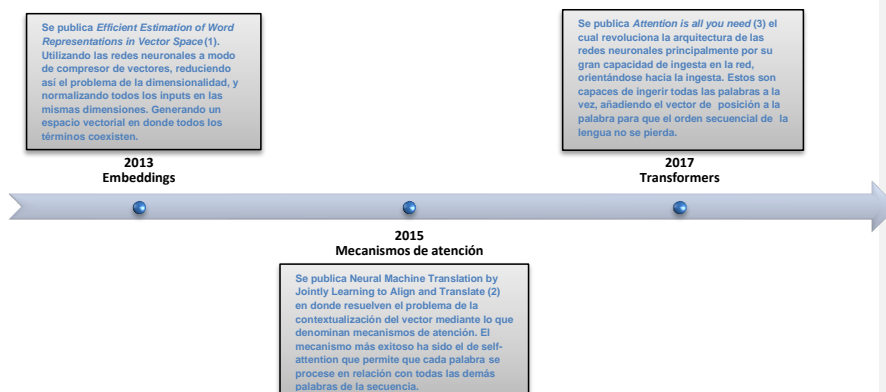 Se publica Efficient Estimation of Word
Representations in Vector Space (1).
Utilizando las redes neuronales a modo
de compresor de vectores, reduciendo
así el problema de la dimensionalidad, y
normalizando todos los inputs en las
mismas dimensiones. Generando un
espacio vectorial en donde todos los
términos coexisten.
2013
Embeddings
2015
Mecanismos de atención
Se publica Neural Machine Translation by
Jointly Learning to Align and Translate (2)
en donde resuelven el problema de la
contextualización del vector mediante lo que
denominan mecanismos de atención. El
mecanismo más exitoso ha sido el de self-
attention que permite que cada palabra se
procese en relación con todas las demás
palabras de la secuencia.
Se publica Attention is all you need (3) el
cual revoluciona la arquitectura de las
redes neuronales principalmente por su
gran capacidad de ingesta en la red,
orientándose hacia la ingesta. Estos son
capaces de ingerir todas las palabras a la
vez, añadiendo el vector de posición a la
palabra para que el orden secuencial de la
lengua no se pierda.
2017
Transformers